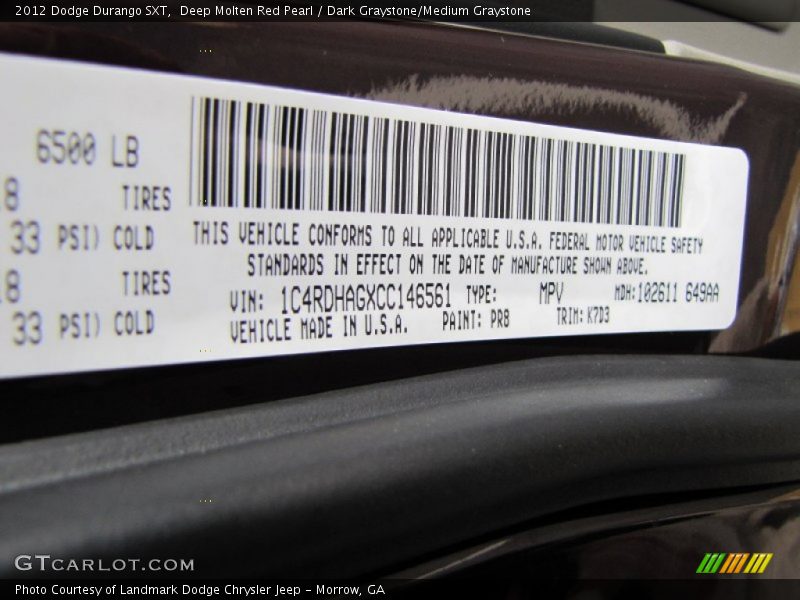 2012 Dodge Durango SXT, Deep Molten Red Pearl / Dark Graystone/Medium Graystone
6500 LB
8 TIRES
33 PSI) COLD
8 TIRES
33 PSI) COLD
THIS VEHICLE CONFORMS TO ALL APPLICABLE U.S.A. FEDERAL MOTOR VEHICLE SAFETY
STANDARDS IN EFFECT ON THE DATE OF MANUFACTURE SHOWN ABOVE.
VIN: 1C4RDHAGXCC146561 TYPE: MPV MDH:102611 649AA
VEHICLE MADE IN U.S.A. PAINT: PR8 TRIM: K7D3
GTCARLOT.COM
Photo Courtesy of Landmark Dodge Chrysler Jeep – Morrow, GA